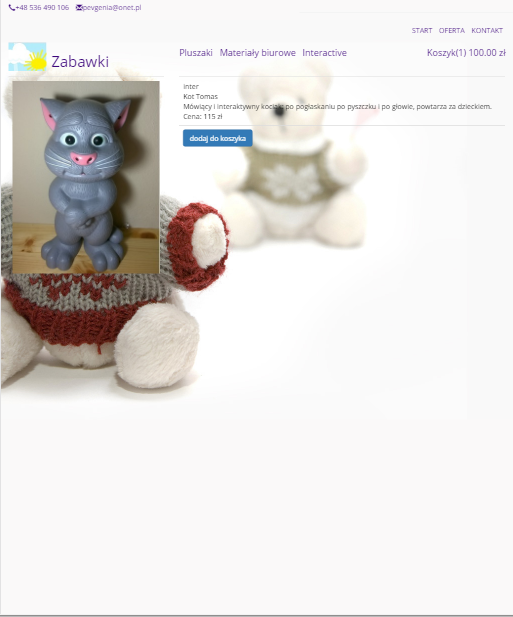 +48 536 490 106 pevgenia@onet.pl
START OFERTA KONTAKT
Zabawki
Pluszaki Materiały biurowe Interactive
Koszyk(1) 100.00 zł
inter
Kot Tomas
Mówiący i interaktywny kociak po pogłaskaniu po pyszczku i po głowie, powtarza za dzieckiem.
Cena: 115 zł
dodaj do koszyka